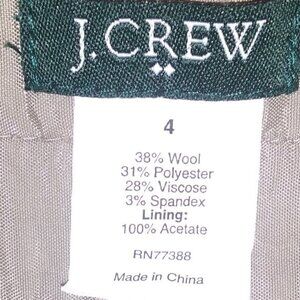 J.CREW
4
38% Wool
31% Polyester
28% Viscose
3% Spandex
Lining:
100% Acetate
RN77388
Made in China